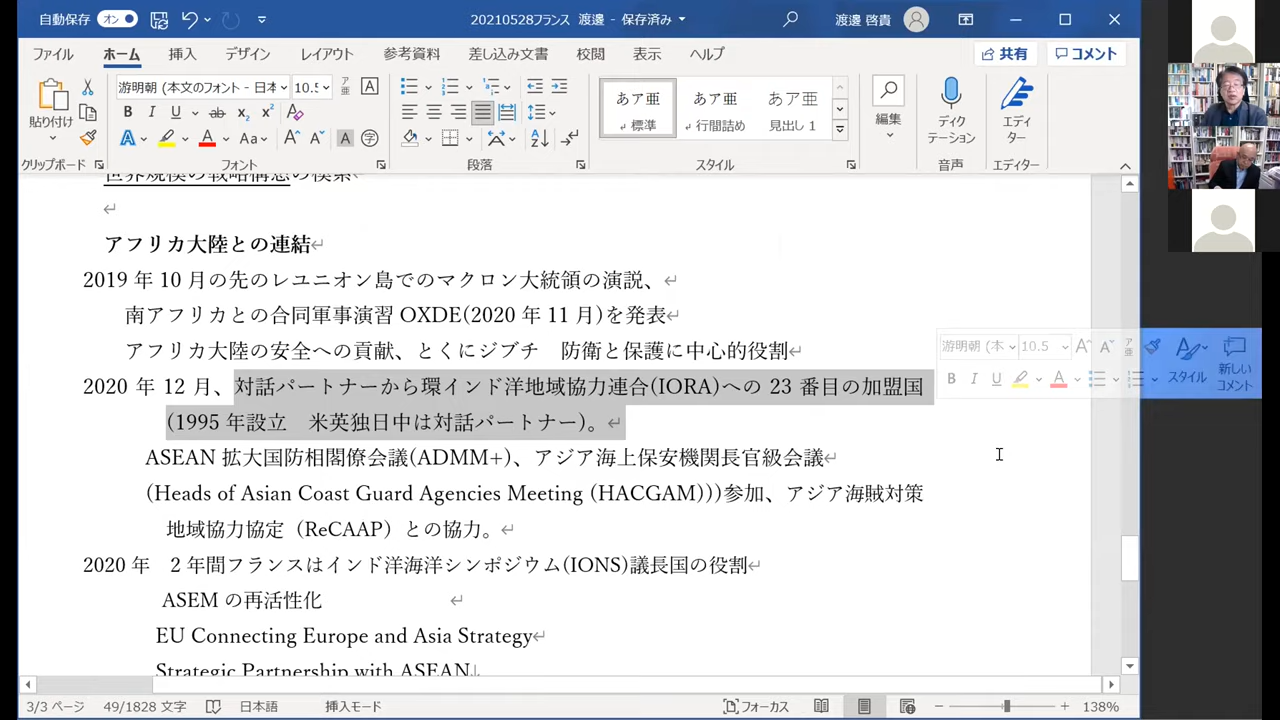 自動保存 オン 20210528フランス 渡邊 - 保存済み 渡邉 啓貴
ファイル ホーム 挿入 デザイン レイアウト 参考資料 差し込み文書 校閲 表示 ヘルプ 共有 コメント
貼り付け 游明朝 (本文のフォント - 日本 10.5 あア亜 標準 あア亜 行間詰め あア亜 見出し 1 編集 ディクテーション エディター
クリップボード フォント 段落 スタイル 音声 エディター
世界規模の戦略構想の模索
アフリカ大陸との連結
2019 年 10 月の先のレユニオン島でのマクロン大統領の演説、
南アフリカとの合同軍事演習 OXDE(2020 年 11 月)を発表
アフリカ大陸の安全への貢献、とくにジブチ 防衛と保護に中心的役割
2020 年 12 月、対話パートナーから環インド洋地域協力連合(IORA)への 23 番目の加盟国
(1995 年設立 米英独日中は対話パートナー)。
游明朝 (本 10.5 スタイル 新しいコメント
ASEAN 拡大国防相閣僚会議(ADMM+)、アジア海上保安機関長官級会議
(Heads of Asian Coast Guard Agencies Meeting (HACGAM)))参加、アジア海賊対策
地域協力協定（ReCAAP）との協力。
2020 年 2 年間フランスはインド洋海洋シンポジウム(IONS)議長国の役割
ASEM の再活性化
EU Connecting Europe and Asia Strategy
Strategic Partnership with ASEAN
3/3 ページ 49/1828 文字 日本語 挿入モード フォーカス 138%